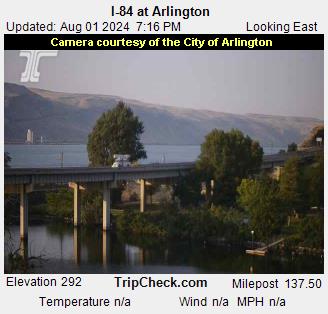 I-84 at Arlington
Updated: Aug 01 2024 7:16 PM Looking East
Camera courtesy of the City of Arlington
Elevation 292 TripCheck.com Milepost 137.50
Temperature n/a Wind n/a MPH n/a